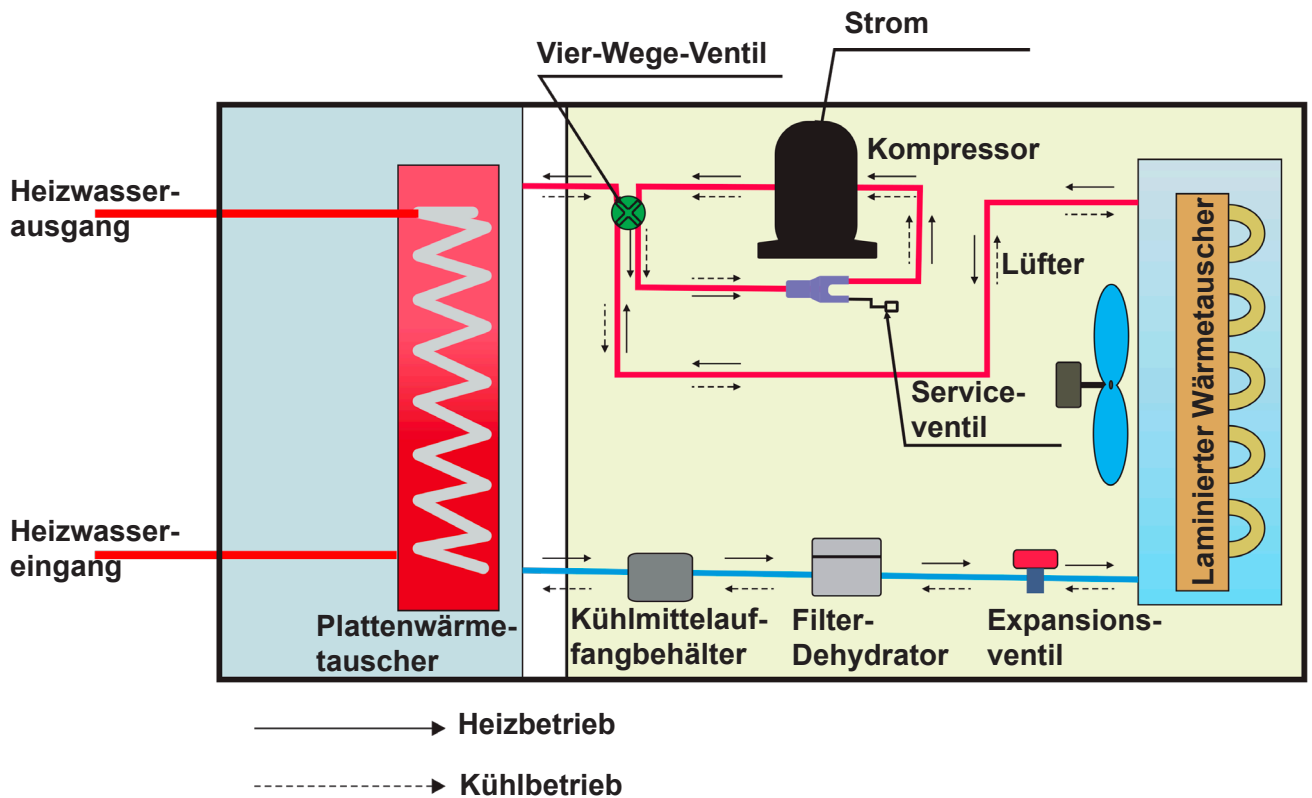 Strom
Vier-Wege-Ventil
Kompressor
Heizwasser-
ausgang
Lüfter
Laminierter Wärmetauscher
Service-
ventil
Heizwasser-
eingang
Plattenwärme-
tauscher
Kühlmittelauf-
fangbehälter
Filter-
Dehydrator
Expansions-
ventil
Heizbetrieb
Kühlbetrieb